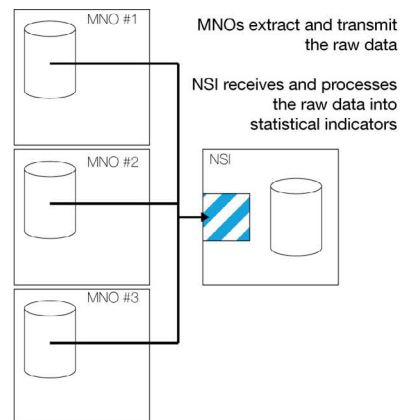 MNO #1
MNOs extract and transmit
the raw data
NSI receives and processes
the raw data into
statistical indicators
MNO #2
NSI
MNO #3